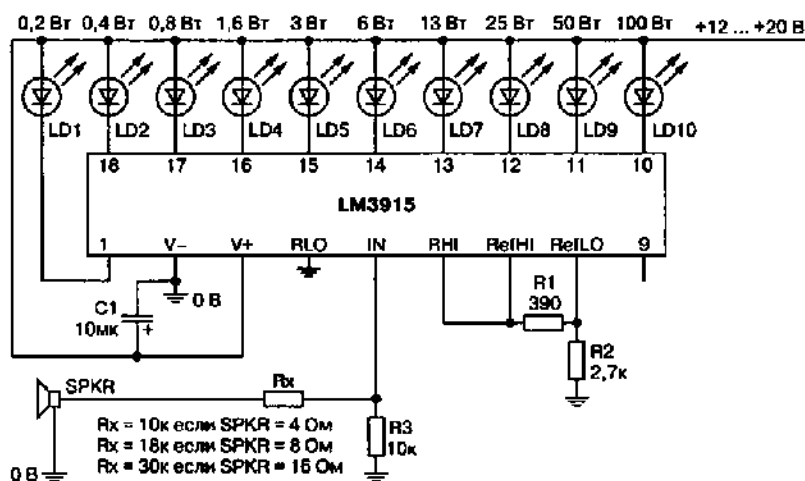 0,2 Вт 0,4 Вт 0,8 Вт 1,6 Вт 3 Вт 6 Вт 13 Вт 25 Вт 50 Вт 100 Вт +12 ... +20 В
LD1 LD2 LD3 LD4 LD5 LD6 LD7 LD8 LD9 LD10
18 17 16 15 14 13 12 11 10
LM3915
1 V– V+ RLO IN RHI RefHI RefLO 9
0 В
C1
10мк
+
R1
390
R2
2,7к
SPKR
Rx
R3
10к
Rx = 10к если SPKR = 4 Ом
Rx = 18к если SPKR = 8 Ом
Rx = 30к если SPKR = 16 Ом
0 В